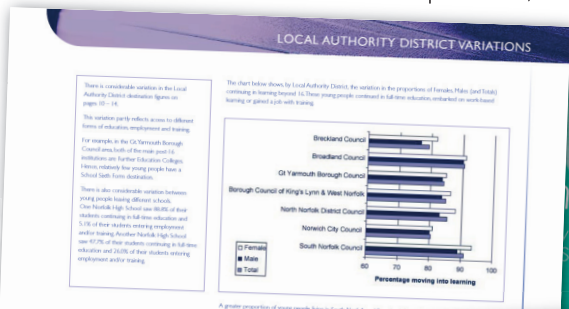 LOCAL AUTHORITY DISTRICT VARIATIONS
There is considerable variation in the Local
Authority District destination figures on
pages 10 – 14.
This variation partly reflects access to different
forms of education, employment and training.
For example, in the Gt. Yarmouth Borough
Council area, both of the main post-16
institutions are Further Education Colleges.
Hence, relatively few young people have a
School Sixth Form destination.
There is also considerable variation between
young people leaving different schools.
One Norfolk High School saw 88.8% of their
students continuing in full-time education and
5.1% of their students entering employment
and/or training. Another Norfolk High School
saw 47.7% of their students continuing in full-time
education and 26.0% of their students entering
employment and/or training.
The chart below shows by Local Authority District, the variation in the proportions of Females, Males (and Totals)
continuing in learning beyond 16. These young people continued in full-time education, embarked on work-based
learning or gained a job with training.
Breckland Council
Broadland Council
Gt Yarmouth Borough Council
Borough Council of King's Lynn & West Norfolk
North Norfolk District Council
Norwich City Council
South Norfolk Council
Female
Male
Total
60 70 80 90 100
Percentage moving into learning
A greater proportion of young people